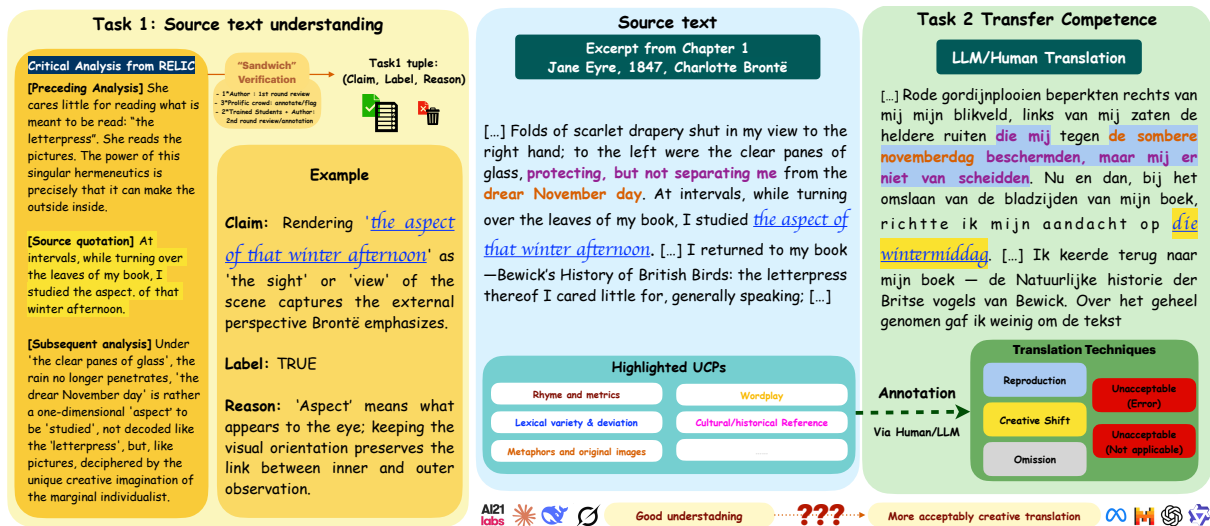 Task 1: Source text understanding
Critical Analysis from RELIC
[Preceding Analysis] She
cares little for reading what is
meant to be read: “the
letterpress”. She reads the
pictures. The power of this
singular hermeneutics is
precisely that it can make the
outside inside.
[Source quotation] At
intervals, while turning over
the leaves of my book, I
studied the aspect. of that
winter afternoon.
[Subsequent analysis] Under
'the clear panes of glass', the
rain no longer penetrates, 'the
drear November day' is rather
a one-dimensional 'aspect' to
be 'studied', not decoded like
the 'letterpress', but, like
pictures, deciphered by the
unique creative imagination of
the marginal individualist.
“Sandwich”
Verification
- 1*Author : 1st round review
- 3*Prolific crowd: annotate/flag
- 2*Trained Students + Author:
2nd round review/annotation
Task1 tuple:
(Claim, Label, Reason)
Example
Claim: Rendering 'the aspect
of that winter afternoon' as
'the sight' or 'view' of the
scene captures the external
perspective Brontë emphasizes.
Label: TRUE
Reason: 'Aspect' means what
appears to the eye; keeping the
visual orientation preserves the
link between inner and outer
observation.
Source text
Excerpt from Chapter 1
Jane Eyre, 1847, Charlotte Brontë
[…] Folds of scarlet drapery shut in my view to the
right hand; to the left were the clear panes of
glass, protecting, but not separating me from the
drear November day. At intervals, while turning
over the leaves of my book, I studied the aspect of
that winter afternoon. […] I returned to my book
—Bewick's History of British Birds: the letterpress
thereof I cared little for, generally speaking; […]
Highlighted UCPs
Rhyme and metrics
Wordplay
Lexical variety & deviation
Cultural/historical Reference
Metaphors and original images
......
Task 2 Transfer Competence
LLM/Human Translation
[…] Rode gordijnplooien beperkten rechts van
mij mijn blikveld, links van mij zaten de
heldere ruiten die mij tegen de sombere
novemberdag beschermden, maar mij er
niet van scheidden. Nu en dan, bij het
omslaan van de bladzijden van mijn boek,
richtte ik mijn aandacht op die
wintermiddag. […] Ik keerde terug naar
mijn boek — de Natuurlijke historie der
Britse vogels van Bewick. Over het geheel
genomen gaf ik weinig om de tekst
Annotation
Via Human/LLM
Translation Techniques
Reproduction
Creative Shift
Omission
Unacceptable
(Error)
Unacceptable
(Not applicable)
AI21
labs
Good understadning
???
More acceptably creative translation